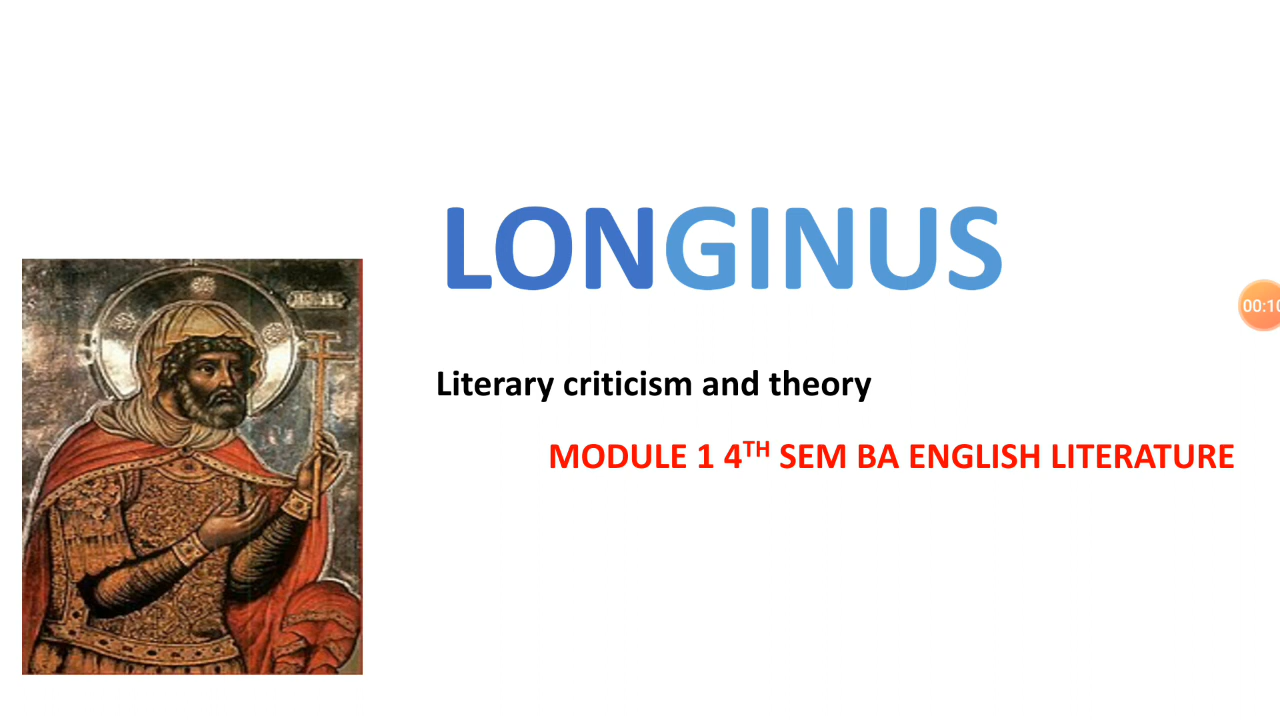 LONGINUS
Literary criticism and theory
MODULE 1 4TH SEM BA ENGLISH LITERATURE